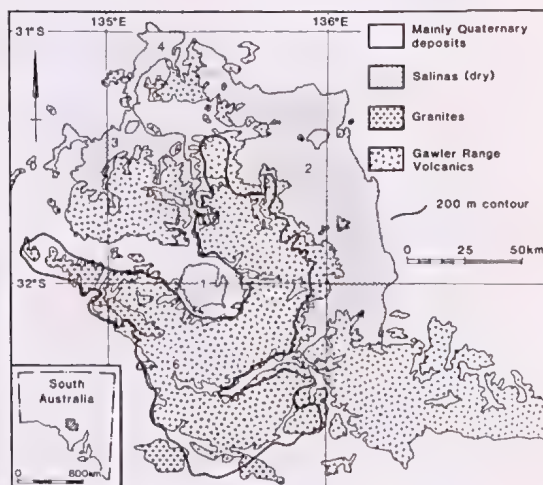 135°E
136°E
31°S
4
Mainly Quaternary
deposits
Salinas (dry)
Granites
Gawler Range
Volcanics
3
2
200 m contour
0 25 50km
1
32°S
6
5
7
South
Australia
0 800km